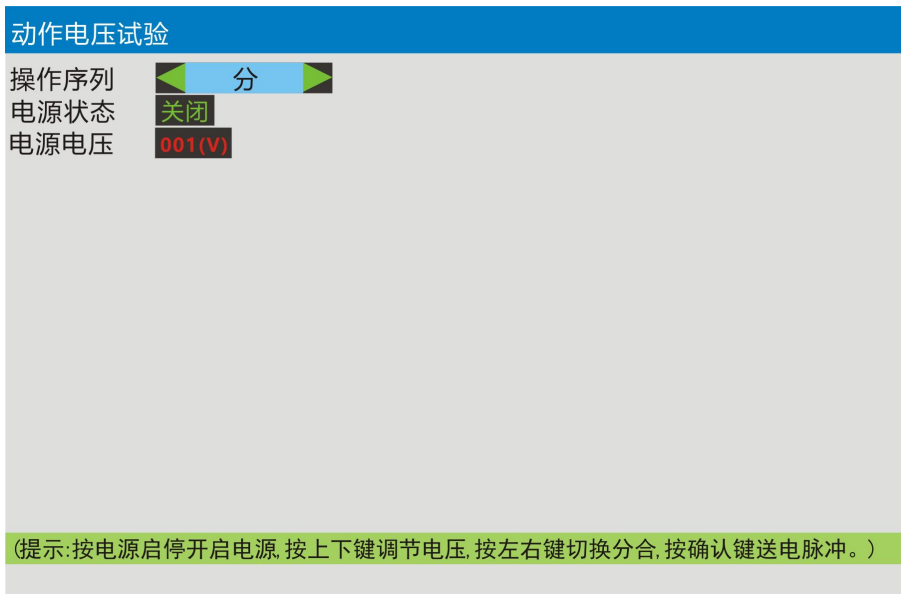 动作电压试验
操作序列 分
电源状态 关闭
电源电压 001(V)
(提示:按电源启停开启电源,按上下键调节电压,按左右键切换分合,按确认键送电脉冲。)